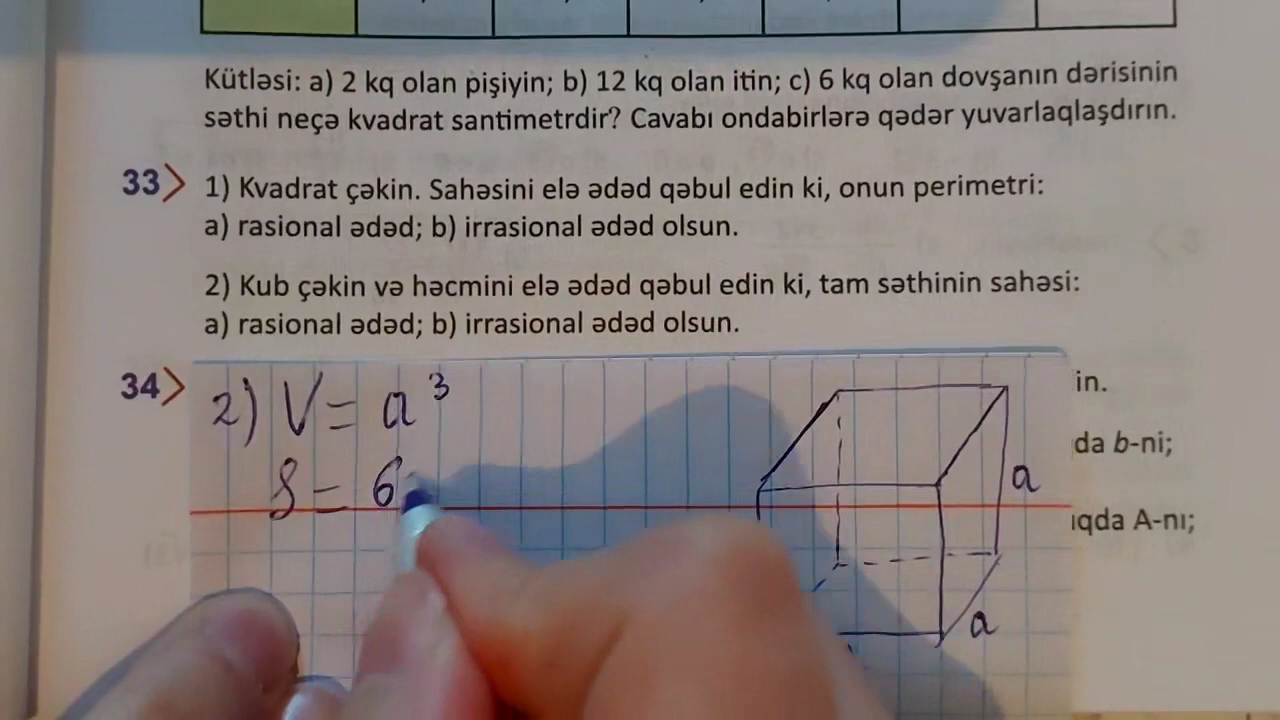 Kütləsi: a) 2 kq olan pişiyin; b) 12 kq olan itin; c) 6 kq olan dovşanın dərisinin
səthi neçə kvadrat santimetrdir? Cavabı ondabirlərə qədər yuvarlaqlaşdırın.
33 1) Kvadrat çəkin. Sahəsini elə ədəd qəbul edin ki, onun perimetri:
a) rasional ədəd; b) irrasional ədəd olsun.
2) Kub çəkin və həcmini elə ədəd qəbul edin ki, tam səthinin sahəsi:
a) rasional ədəd; b) irrasional ədəd olsun.
34 in.
2) V = a³
da b-ni;
S = 6
a
qda A-nı;
a